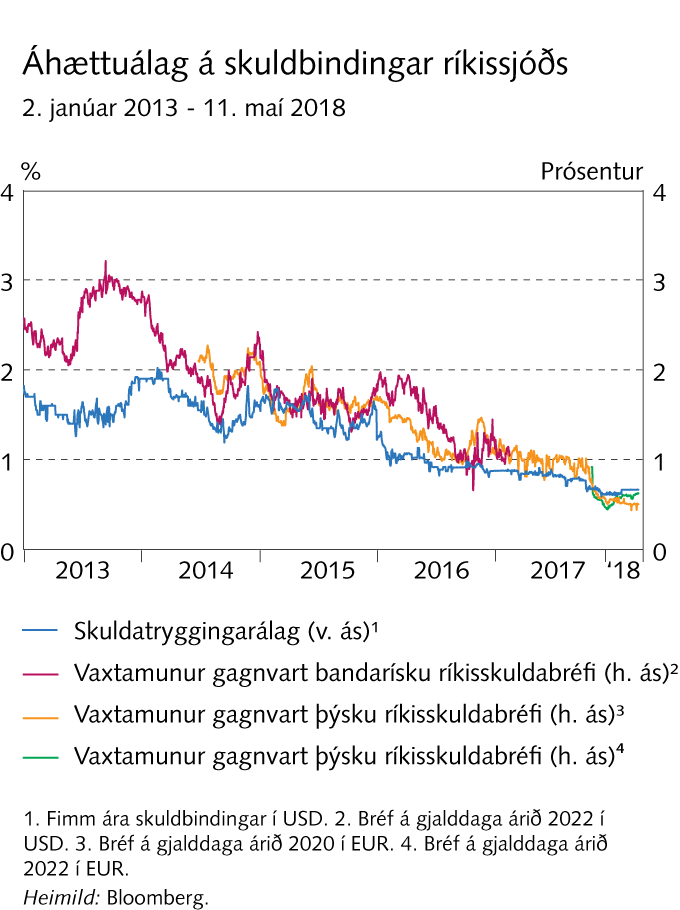 Áhættuálag á skuldbindingar ríkissjóðs
2. janúar 2013 - 11. maí 2018
% Prósentur
4 4
3 3
2 2
1 1
0 0
2013 2014 2015 2016 2017 ‘18
Skuldatryggingarálag (v. ás)¹
Vaxtamunur gagnvart bandarísku ríkisskuldabréfi (h. ás)²
Vaxtamunur gagnvart þýsku ríkisskuldabréfi (h. ás)³
Vaxtamunur gagnvart þýsku ríkisskuldabréfi (h. ás)⁴
1. Fimm ára skuldbindingar í USD. 2. Bréf á gjalddaga árið 2022 í
USD. 3. Bréf á gjalddaga árið 2020 í EUR. 4. Bréf á gjalddaga árið
2022 í EUR.
Heimild: Bloomberg.